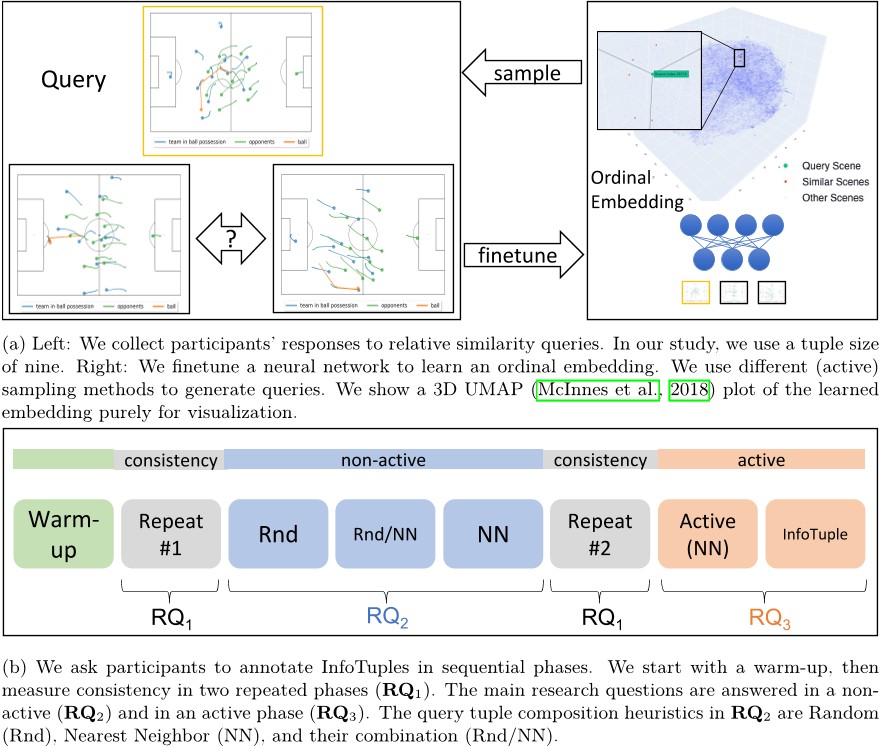 Query
team in ball possession opponents ball
?
team in ball possession opponents ball
team in ball possession opponents ball
sample
finetune
Ordinal
Embedding
Query Scene
Similar Scenes
Other Scenes
(a) Left: We collect participants' responses to relative similarity queries. In our study, we use a tuple size
of nine. Right: We finetune a neural network to learn an ordinal embedding. We use different (active)
sampling methods to generate queries. We show a 3D UMAP (McInnes et al., 2018) plot of the learned
embedding purely for visualization.
consistency non-active consistency active
Warm-
up
Repeat
#1
Rnd
Rnd/NN
NN
Repeat
#2
Active
(NN)
InfoTuple
RQ1 RQ2 RQ1 RQ3
(b) We ask participants to annotate InfoTuples in sequential phases. We start with a warm-up, then
measure consistency in two repeated phases (RQ1). The main research questions are answered in a non-
active (RQ2) and in an active phase (RQ3). The query tuple composition heuristics in RQ2 are Random
(Rnd), Nearest Neighbor (NN), and their combination (Rnd/NN).